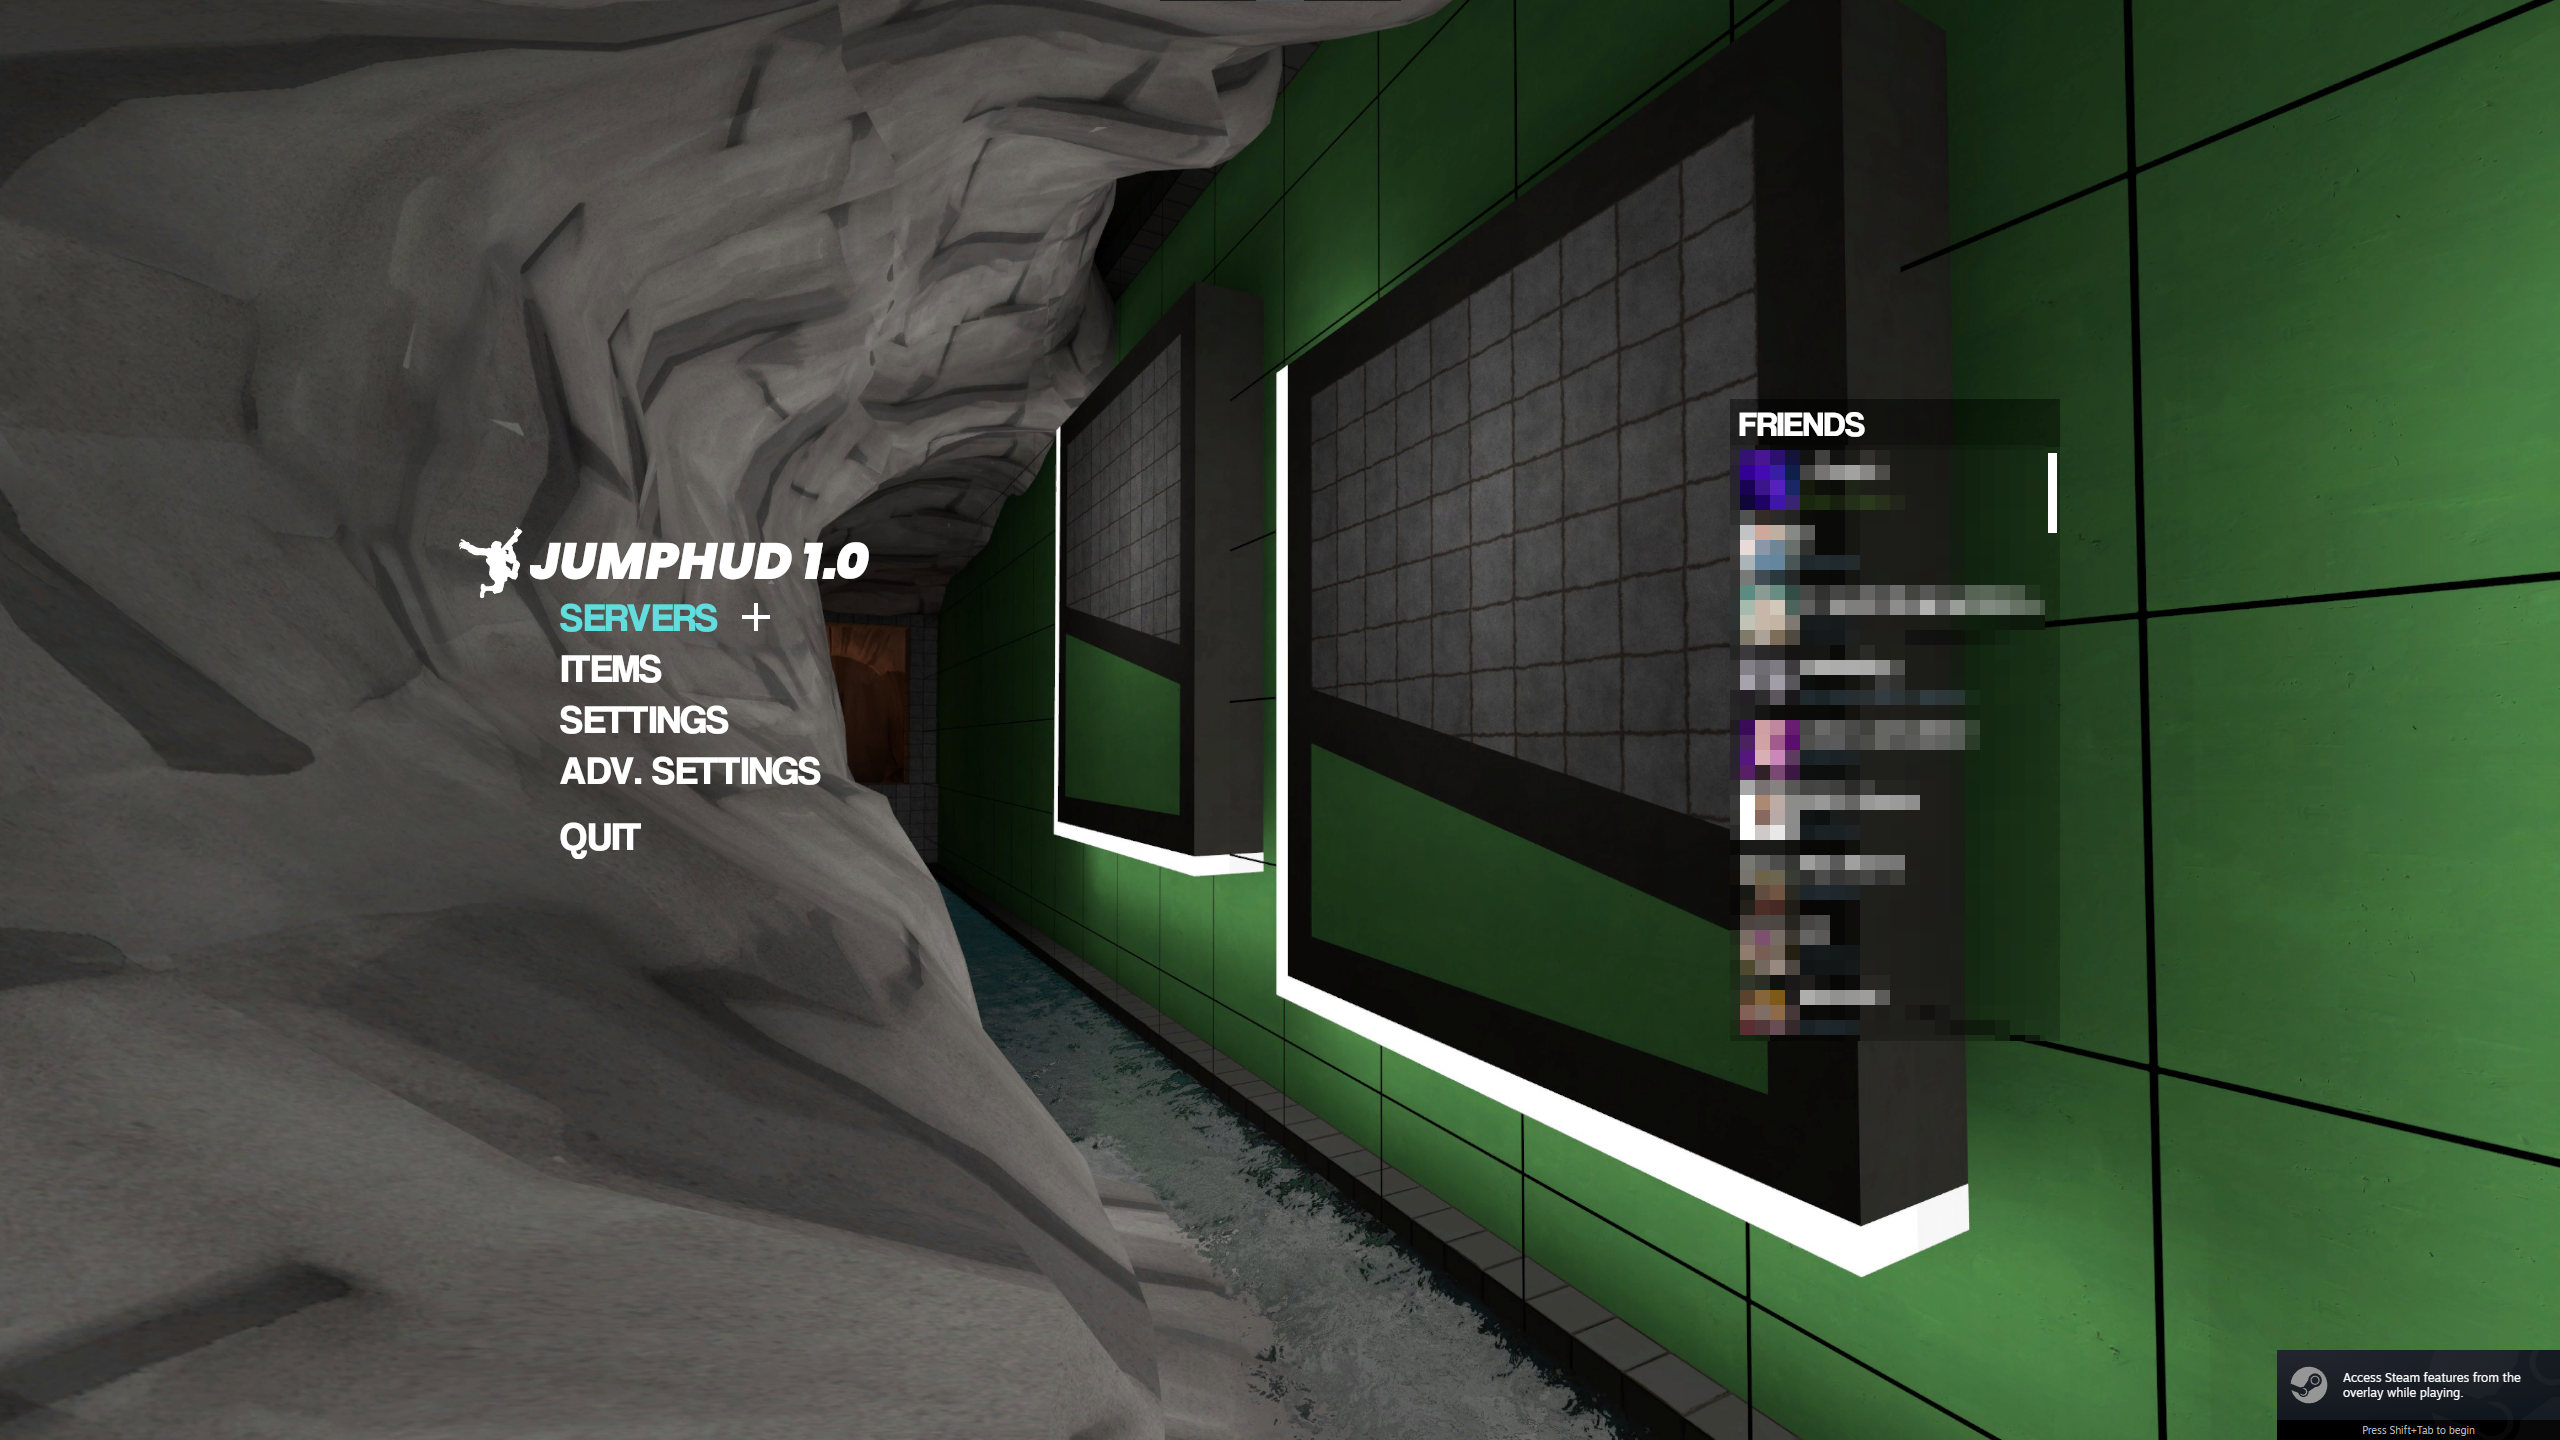 JUMPHUD 1.0
SERVERS +
ITEMS
SETTINGS
ADV. SETTINGS
QUIT
FRIENDS
Access Steam features from the
overlay while playing.
Press Shift+Tab to begin